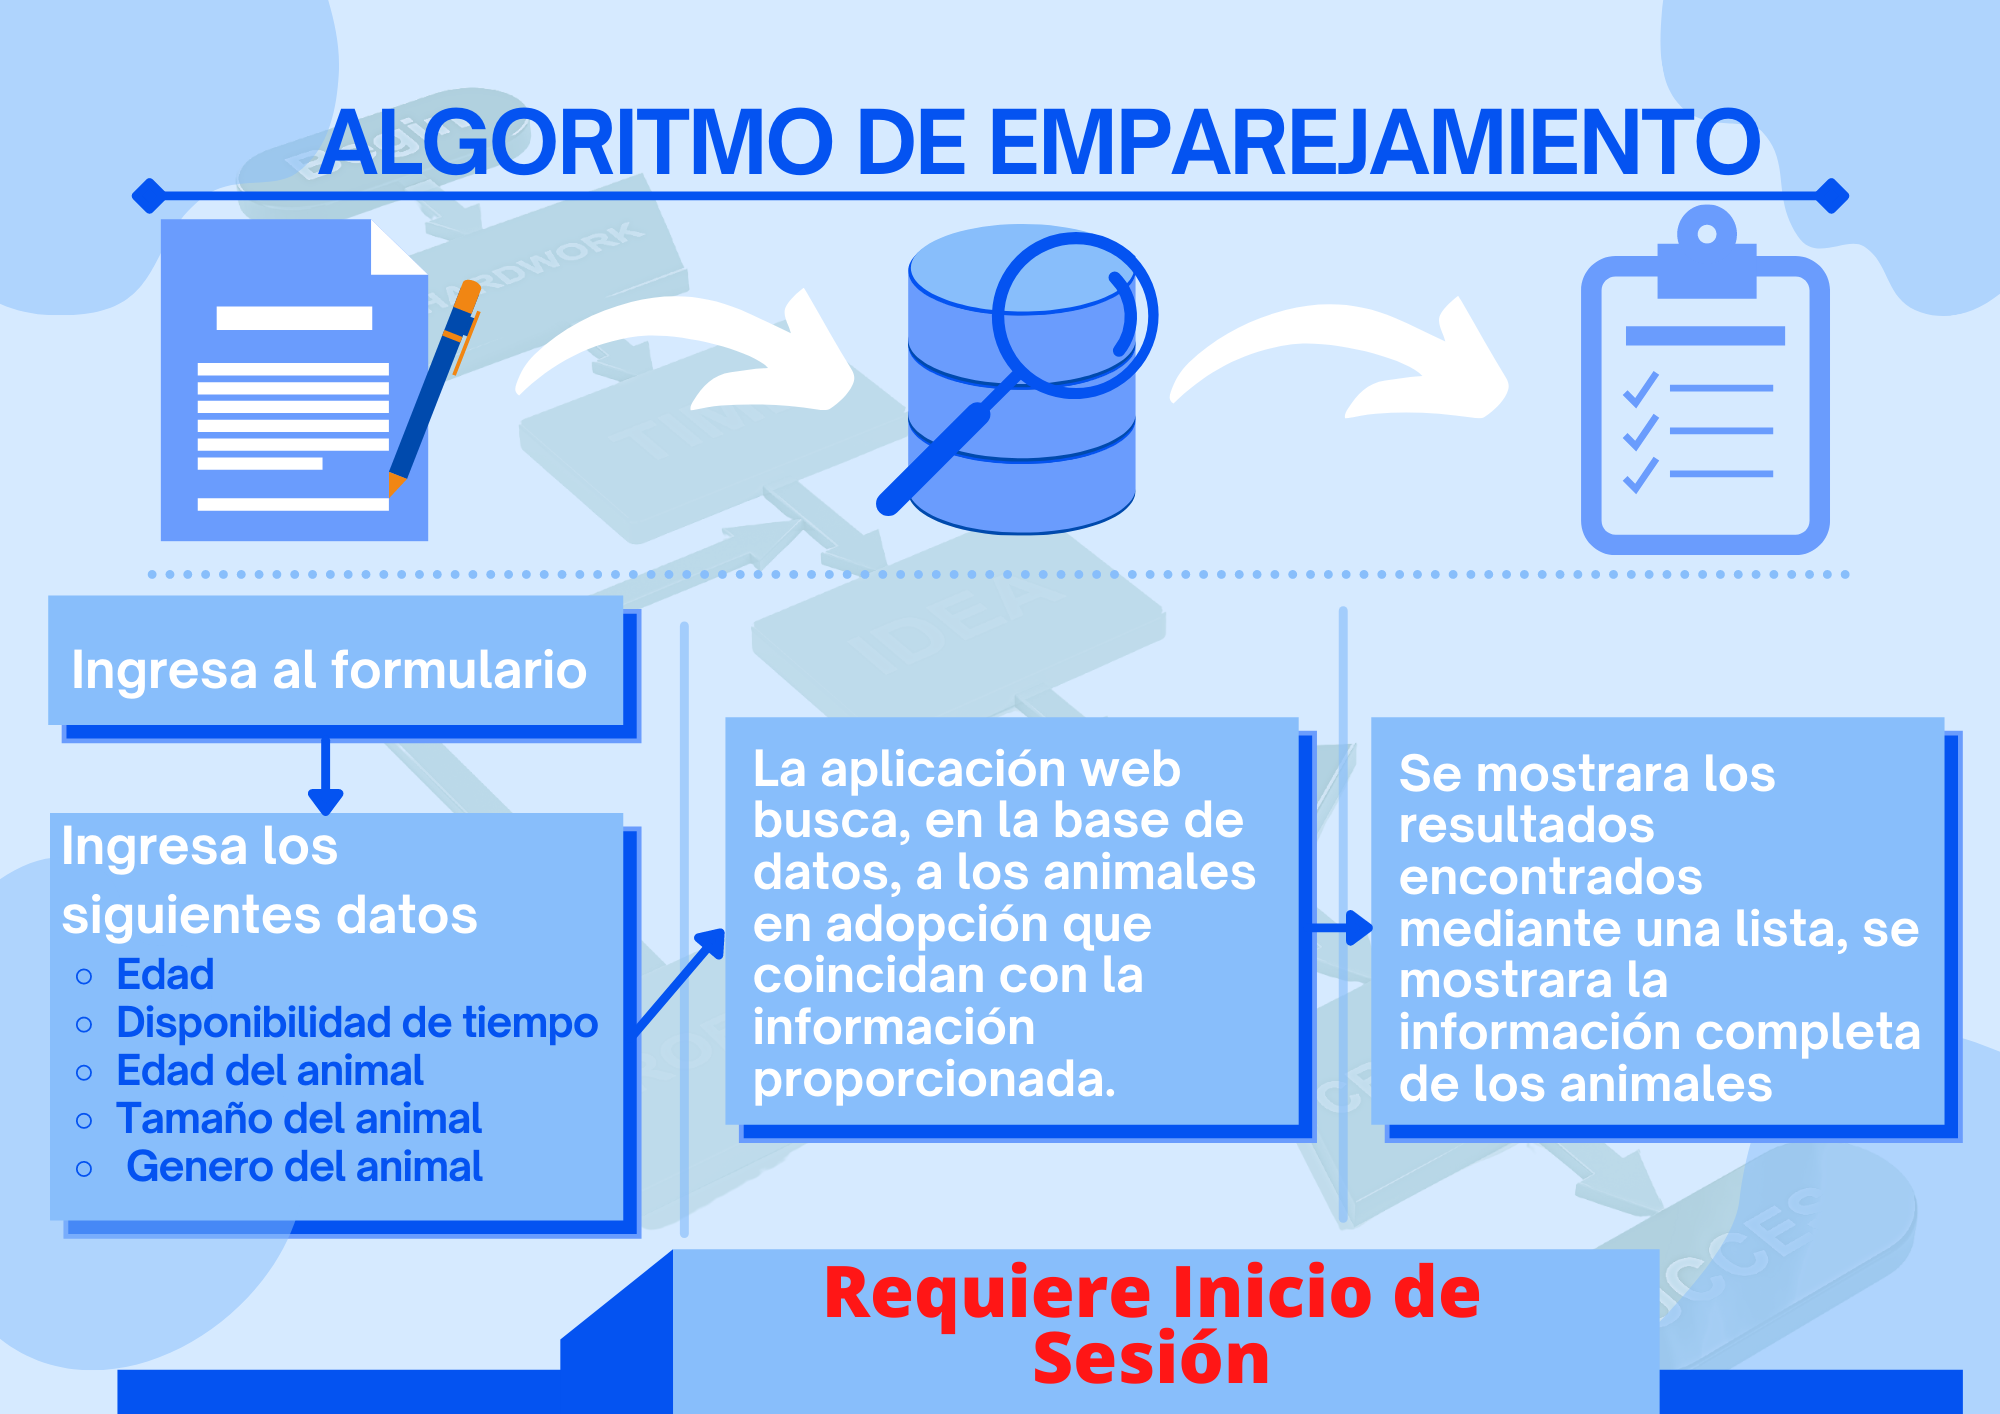 ALGORITMO DE EMPAREJAMIENTO
HARDWORK
TIME
IDEA
Ingresa al formulario
Ingresa los
siguientes datos
Edad
Disponibilidad de tiempo
Edad del animal
Tamaño del animal
Genero del animal
La aplicación web
busca, en la base de
datos, a los animales
en adopción que
coincidan con la
información
proporcionada.
Se mostrara los
resultados
encontrados
mediante una lista, se
mostrara la
información completa
de los animales
Requiere Inicio de
Sesión